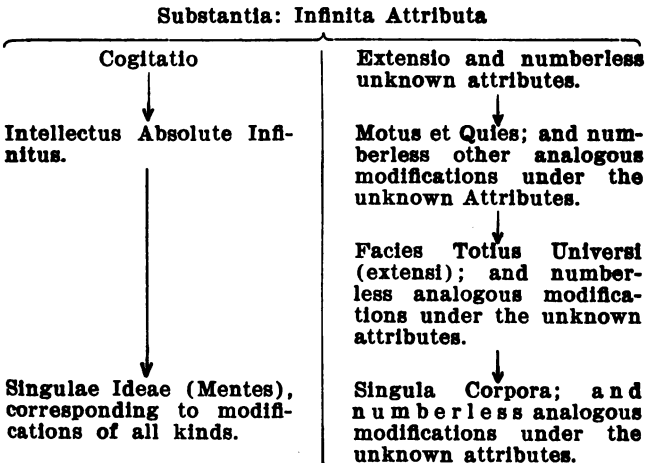 Substantia: Infinita Attributa
Cogitatio
Intellectus Absolute Infi-
nitus.
Singulae Ideae (Mentes),
corresponding to modifi-
cations of all kinds.
Extensio and numberless
unknown attributes.
Motus et Quies; and num-
berless other analogous
modifications under the
unknown Attributes.
Facies Totius Universi
(extensi); and number-
less analogous modifica-
tions under the unknown
attributes.
Singula Corpora; and
numberless analogous
modifications under the
unknown attributes.